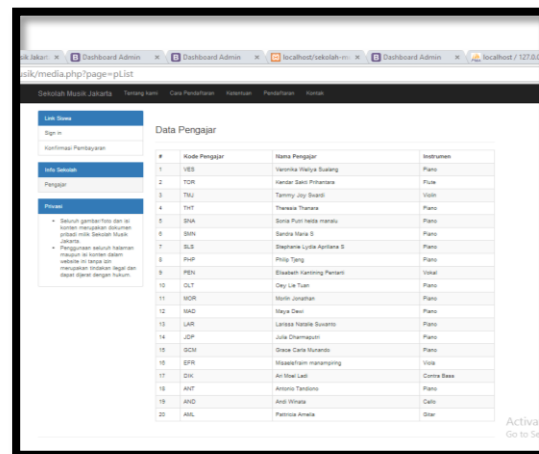 sik Jakart
Dashboard Admin
Dashboard Admin
localhost/sekolah-m
Dashboard Admin
localhost / 127.0.0
usik/media.php?page=pList
Sekolah Musik Jakarta Tentang kami Cara Pendaftaran Ketentuan Pendaftaran Kontak
Link Siswa
Sign in
Konfirmasi Pembayaran
Info Sekolah
Pengajar
Privasi
Seluruh gambar/foto dan isi
konten merupakan dokumen
pribadi milik Sekolah Musik
Jakarta.
Penggunaan seluruh halaman
maupun isi konten dalam
website ini tanpa izin
merupakan tindakan ilegal dan
dapat dijerat dengan hukum.
Data Pengajar
# Kode Pengajar Nama Pengajar Instrumen
1 VES Veronika Waliya Sualang Piano
2 TOR Kendar Sakti Prihantara Flute
3 TMJ Tammy Joy Swardi Violin
4 THT Theresia Thanara Piano
5 SNA Sonia Putri heida manalu Piano
6 SMN Sandra Maria S Piano
7 SLS Stephanie Lydia Apriliana S Piano
8 PHP Philip Tjeng Piano
9 PEN Elisabeth Kantining Pentanti Vokal
10 OLT Oey Lie Tuan Piano
11 MOR Morlin Jonathan Piano
12 MAD Maya Dewi Piano
13 LAR Larissa Natalie Suwanto Piano
14 JDP Julia Dharmaputri Piano
15 GCM Grace Carla Munando Piano
16 EFR Misaelefraim manampiring Viola
17 DIK Ari Moel Ladi Contra Bass
18 ANT Antonio Tandiono Piano
19 AND Andi Winata Cello
20 AML Patricia Amelia Gitar
Activa
Go to Se